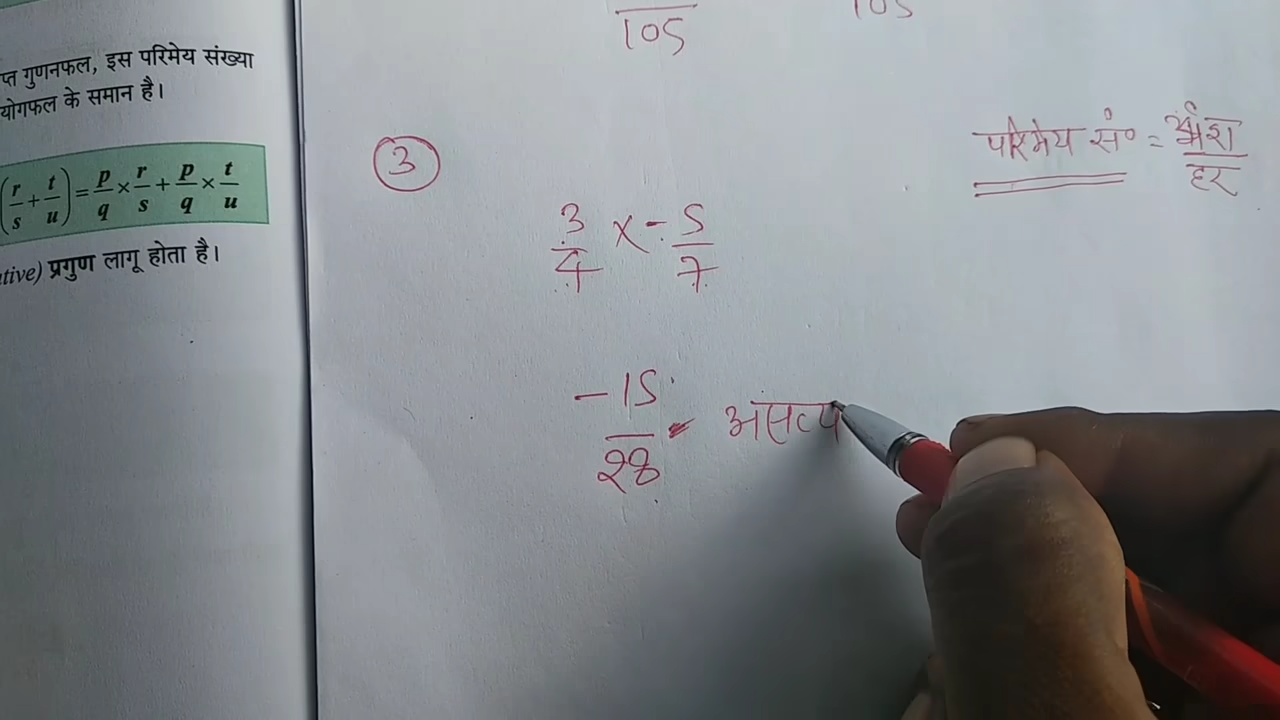 105
105
प्त गुणनफल, इस परिमेय संख्या
योगफल के समान है।
(r/s + t/u) = p/q × r/s + p/q × t/u
tive) प्रगुण लागू होता है।
परिमेय सं० = अंश/हर
3
3/4 × -5/7
-15/28 - असत्य